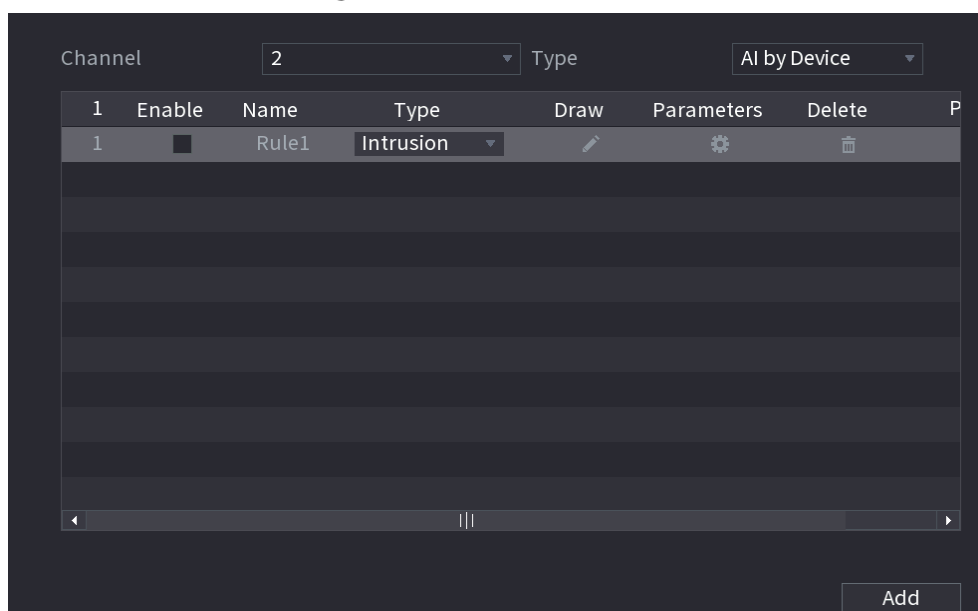 Channel 2 Type AI by Device
1 Enable Name Type Draw Parameters Delete P
1 Rule1 Intrusion
Add